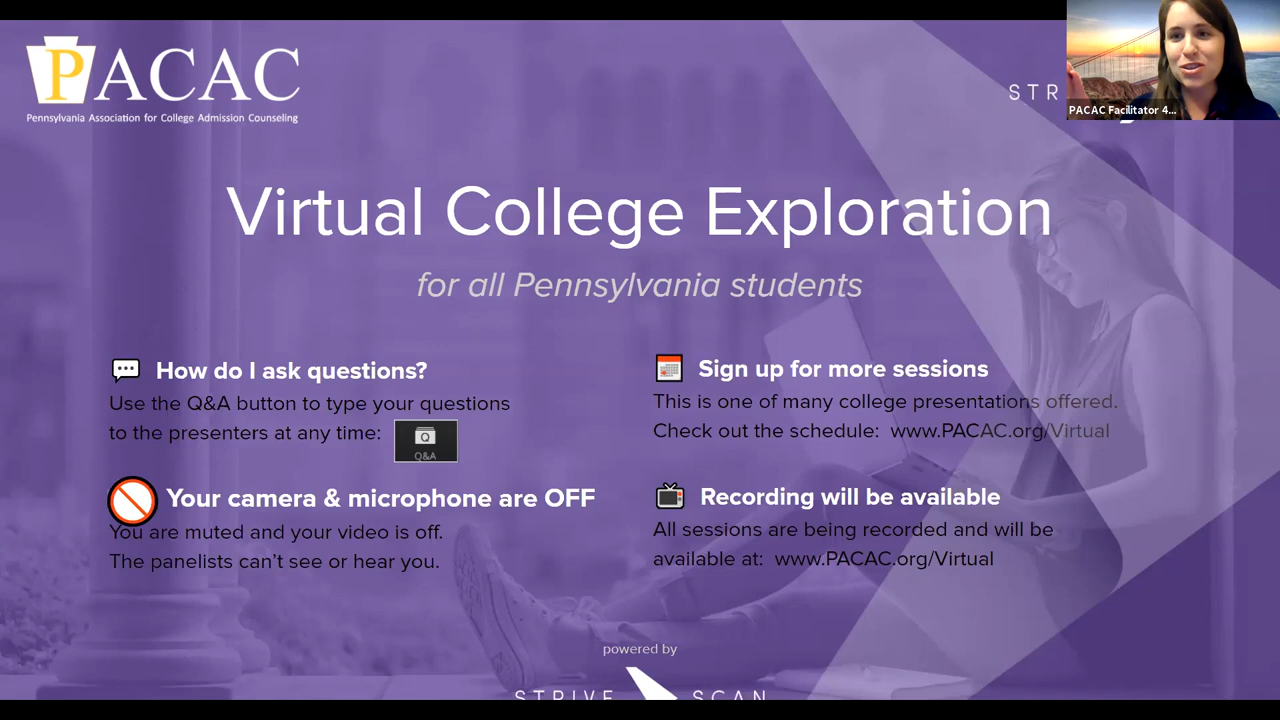 PACAC
Pennsylvania Association for College Admission Counseling
STR
PACAC Facilitator 4...
Virtual College Exploration
for all Pennsylvania students
How do I ask questions?
Use the Q&A button to type your questions
to the presenters at any time:
Q
Q&A
Your camera & microphone are OFF
You are muted and your video is off.
The panelists can’t see or hear you.
Sign up for more sessions
This is one of many college presentations offered.
Check out the schedule: www.PACAC.org/Virtual
Recording will be available
All sessions are being recorded and will be
available at: www.PACAC.org/Virtual
powered by
STRIVE SCAN